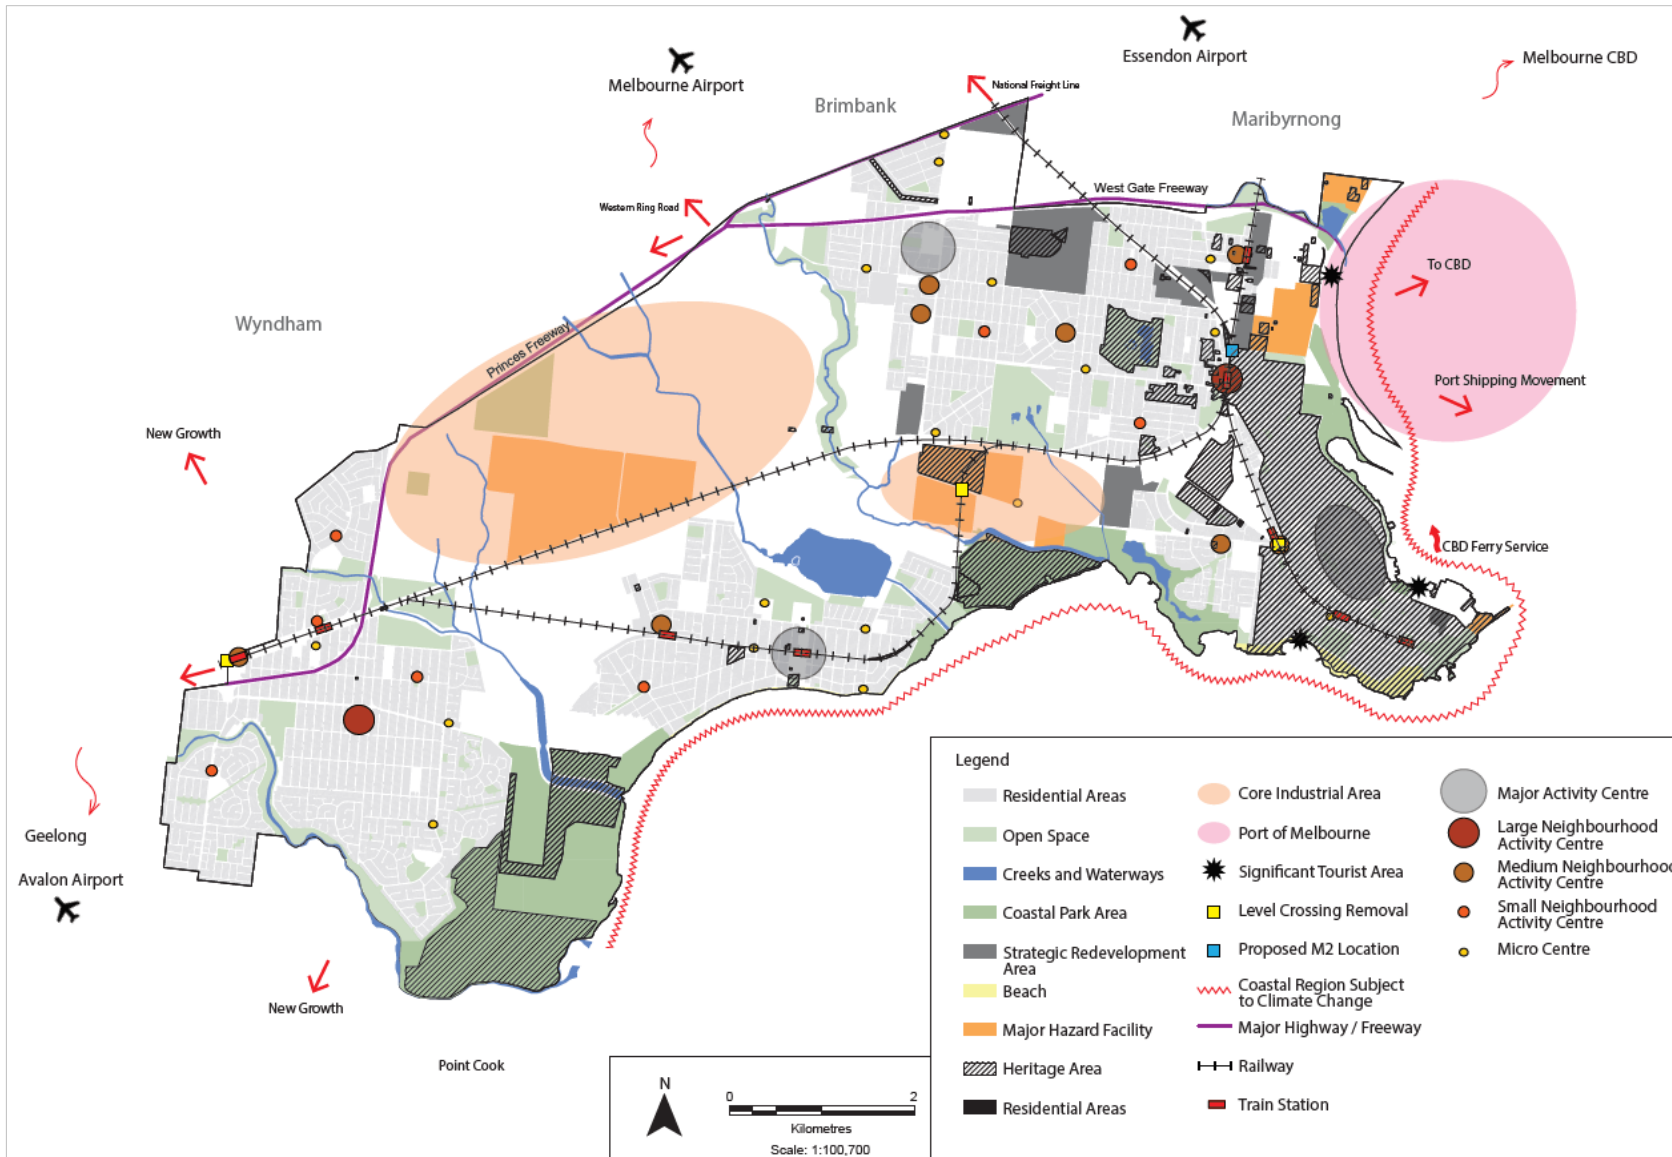 Essendon Airport
Melbourne CBD
Melbourne Airport
National Freight Line
Brimbank
Maribyrnong
West Gate Freeway
Western Ring Road
To CBD
Wyndham
Princes Freeway
Port Shipping Movement
New Growth
CBD Ferry Service
Geelong
Avalon Airport
New Growth
Point Cook
N
0 2
Kilometres
Scale: 1:100,700
Legend
Residential Areas
Open Space
Creeks and Waterways
Coastal Park Area
Strategic Redevelopment
Area
Beach
Major Hazard Facility
Heritage Area
Residential Areas
Core Industrial Area
Port of Melbourne
Significant Tourist Area
Level Crossing Removal
Proposed M2 Location
Coastal Region Subject
to Climate Change
Major Highway / Freeway
Railway
Train Station
Major Activity Centre
Large Neighbourhood
Activity Centre
Medium Neighbourhood
Activity Centre
Small Neighbourhood
Activity Centre
Micro Centre